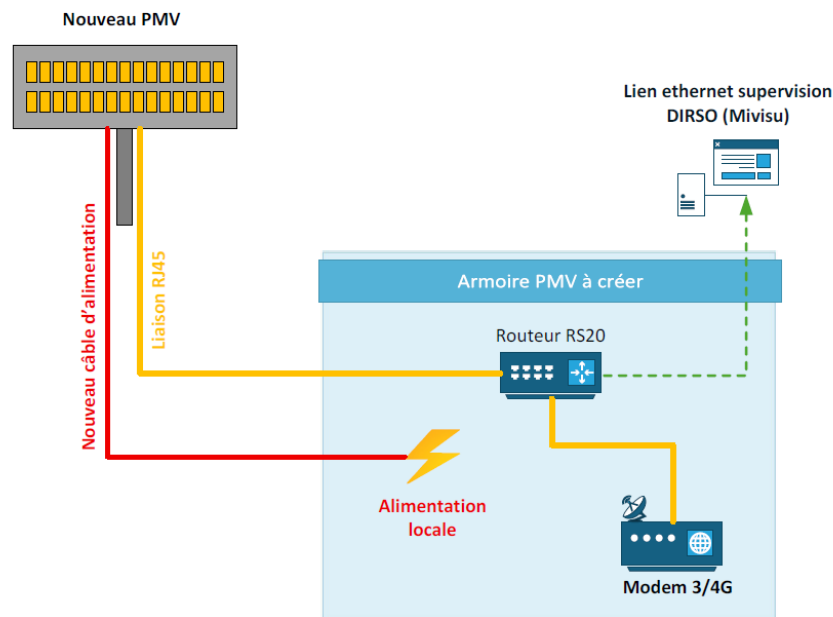 Nouveau PMV
Lien ethernet supervision
DIRSO (Mivisu)
Nouveau câble d'alimentation
Liaison RJ45
Armoire PMV à créer
Routeur RS20
Alimentation
locale
Modem 3/4G